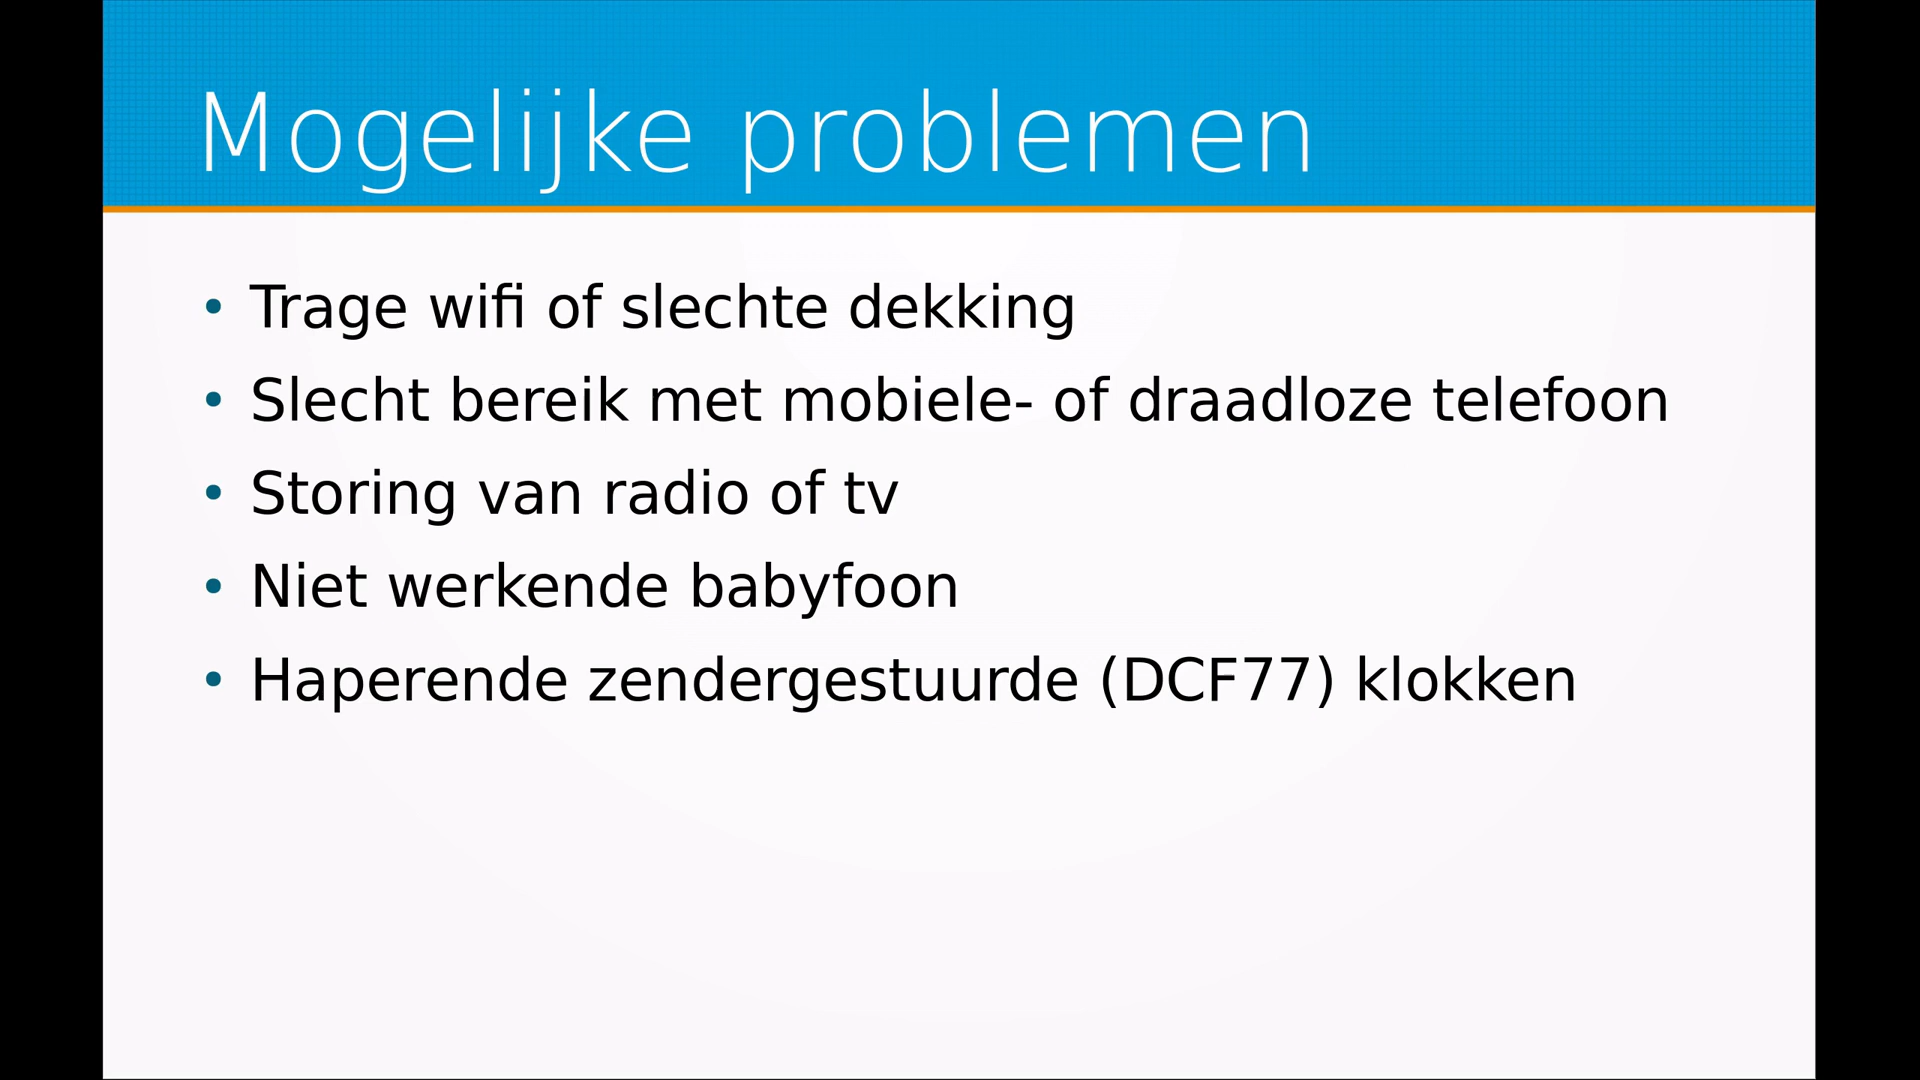 Mogelijke problemen
• Trage wifi of slechte dekking
• Slecht bereik met mobiele- of draadloze telefoon
• Storing van radio of tv
• Niet werkende babyfoon
• Haperende zendergestuurde (DCF77) klokken